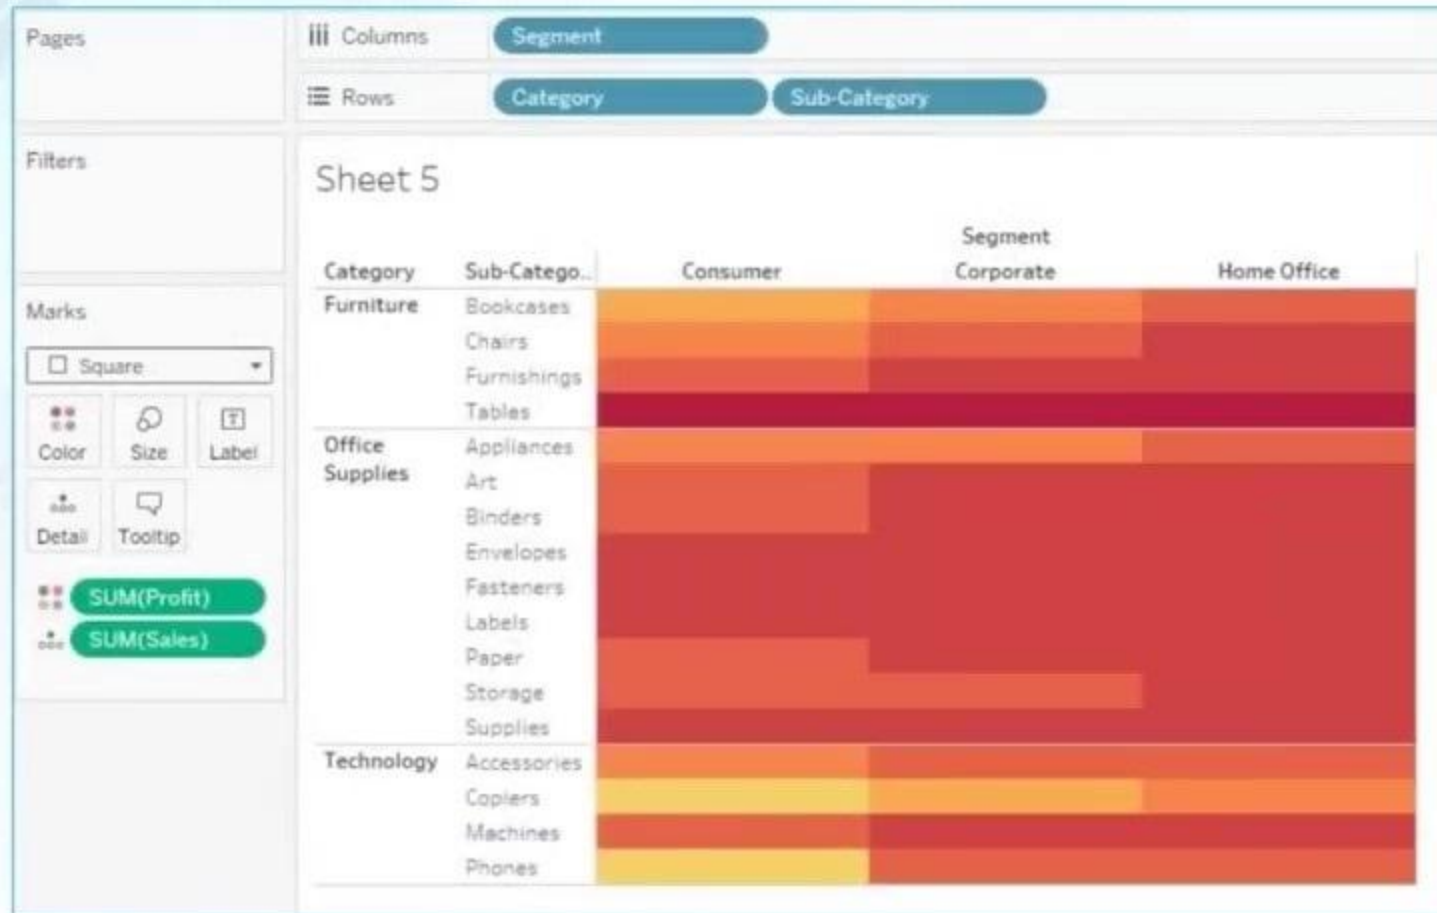 Pages
Columns Segment
Rows Category Sub-Category
Filters
Sheet 5
Segment
Category Sub-Catego.. Consumer Corporate Home Office
Marks
Square
Color Size Label
Detail Tooltip
SUM(Profit)
SUM(Sales)
Furniture Bookcases
Chairs
Furnishings
Tables
Office Appliances
Supplies Art
Binders
Envelopes
Fasteners
Labels
Paper
Storage
Supplies
Technology Accessories
Copiers
Machines
Phones